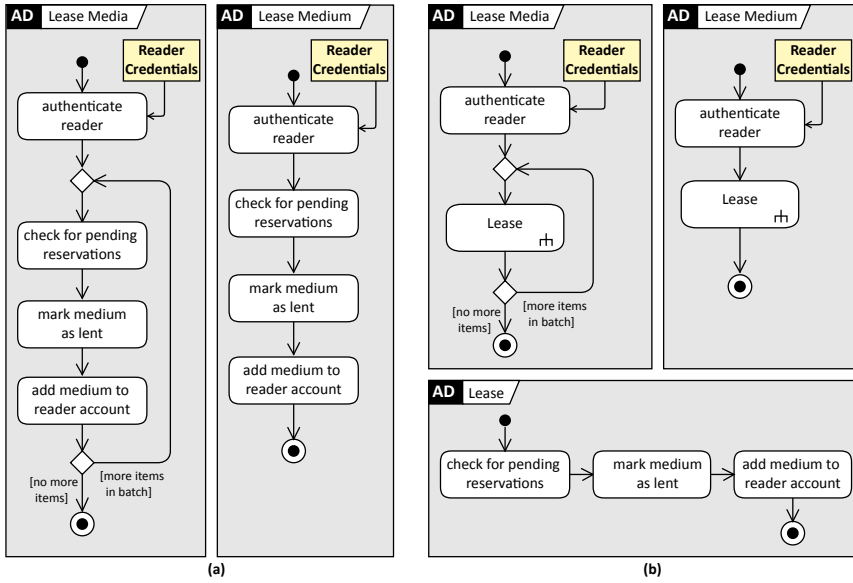 AD Lease Media
Reader
Credentials
authenticate
reader
check for pending
reservations
mark medium
as lent
add medium to
reader account
[no more
items]
[more items
in batch]
AD Lease Medium
Reader
Credentials
authenticate
reader
check for pending
reservations
mark medium
as lent
add medium to
reader account
(a)
AD Lease Media
Reader
Credentials
authenticate
reader
Lease
[no more
items]
[more items
in batch]
AD Lease Medium
Reader
Credentials
authenticate
reader
Lease
AD Lease
check for pending
reservations
mark medium
as lent
add medium to
reader account
(b)